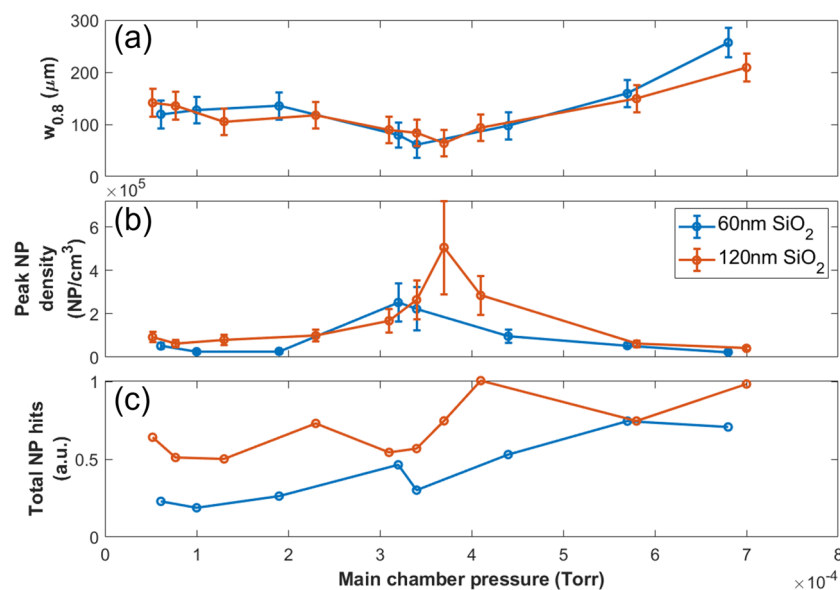 (a)
300
200
100
0
w0.8 (μm)
×10^5
(b)
6
4
2
0
Peak NP
density
(NP/cm^3)
60nm SiO2
120nm SiO2
(c)
1
0.5
0
Total NP hits
(a.u.)
0 1 2 3 4 5 6 7 8
Main chamber pressure (Torr)
×10^-4